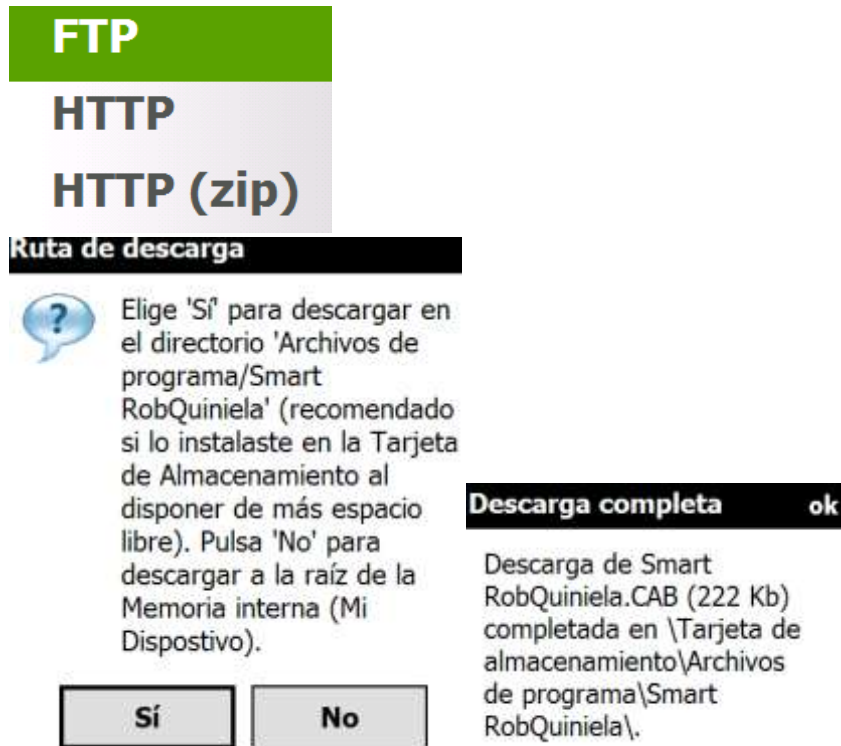 FTP
HTTP
HTTP (zip)
Ruta de descarga
?
Elige 'Sí' para descargar en
el directorio 'Archivos de
programa/Smart
RobQuiniela' (recomendado
si lo instalaste en la Tarjeta
de Almacenamiento al
disponer de más espacio
libre). Pulsa 'No' para
descargar a la raíz de la
Memoria interna (Mi
Dispostivo).
Sí No
Descarga completa ok
Descarga de Smart
RobQuiniela.CAB (222 Kb)
completada en \Tarjeta de
almacenamiento\Archivos
de programa\Smart
RobQuiniela\.